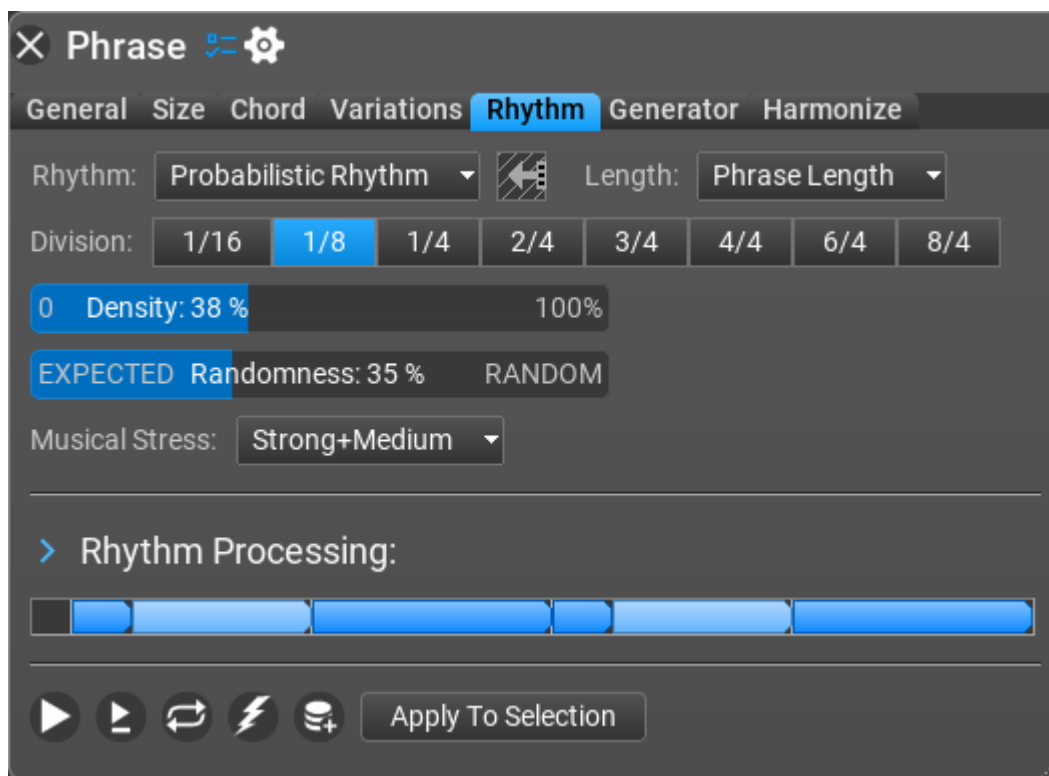 Phrase
General Size Chord Variations Rhythm Generator Harmonize
Rhythm: Probabilistic Rhythm Length: Phrase Length
Division: 1/16 1/8 1/4 2/4 3/4 4/4 6/4 8/4
0 Density: 38 % 100%
EXPECTED Randomness: 35 % RANDOM
Musical Stress: Strong+Medium
Rhythm Processing:
Apply To Selection